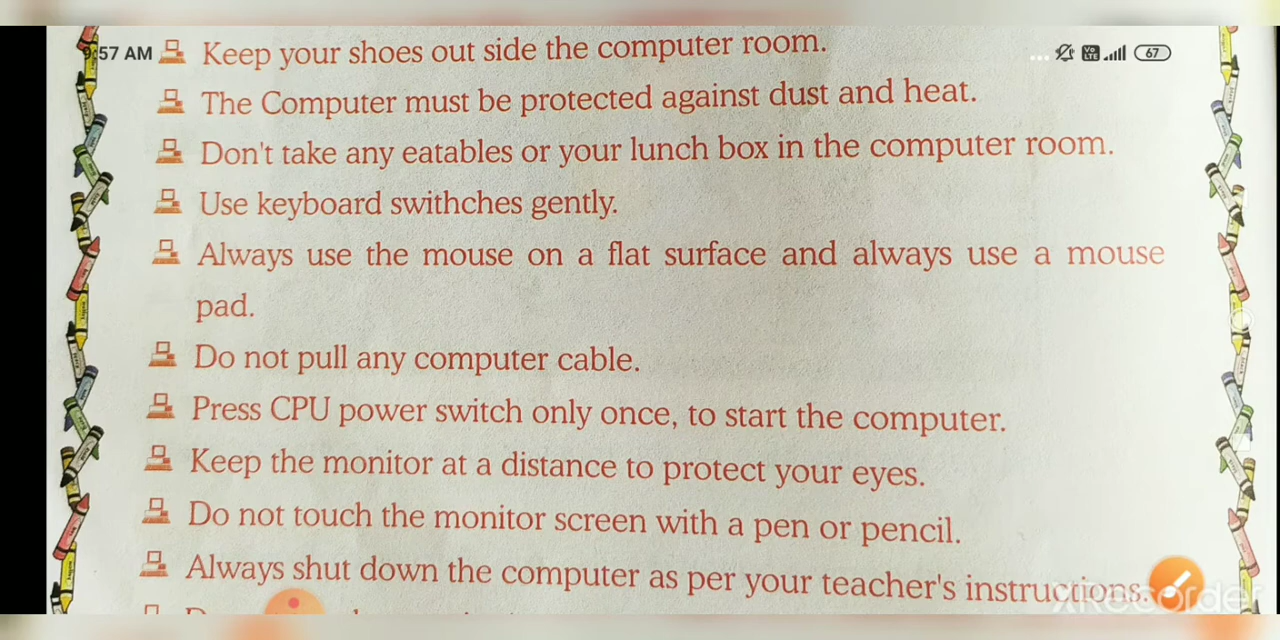 9:57 AM
Keep your shoes out side the computer room.
Vo LTE
67
The Computer must be protected against dust and heat.
Don't take any eatables or your lunch box in the computer room.
Use keyboard swithches gently.
Always use the mouse on a flat surface and always use a mouse
pad.
Do not pull any computer cable.
Press CPU power switch only once, to start the computer.
Keep the monitor at a distance to protect your eyes.
Do not touch the monitor screen with a pen or pencil.
Always shut down the computer as per your teacher's instructions.
XRecorder